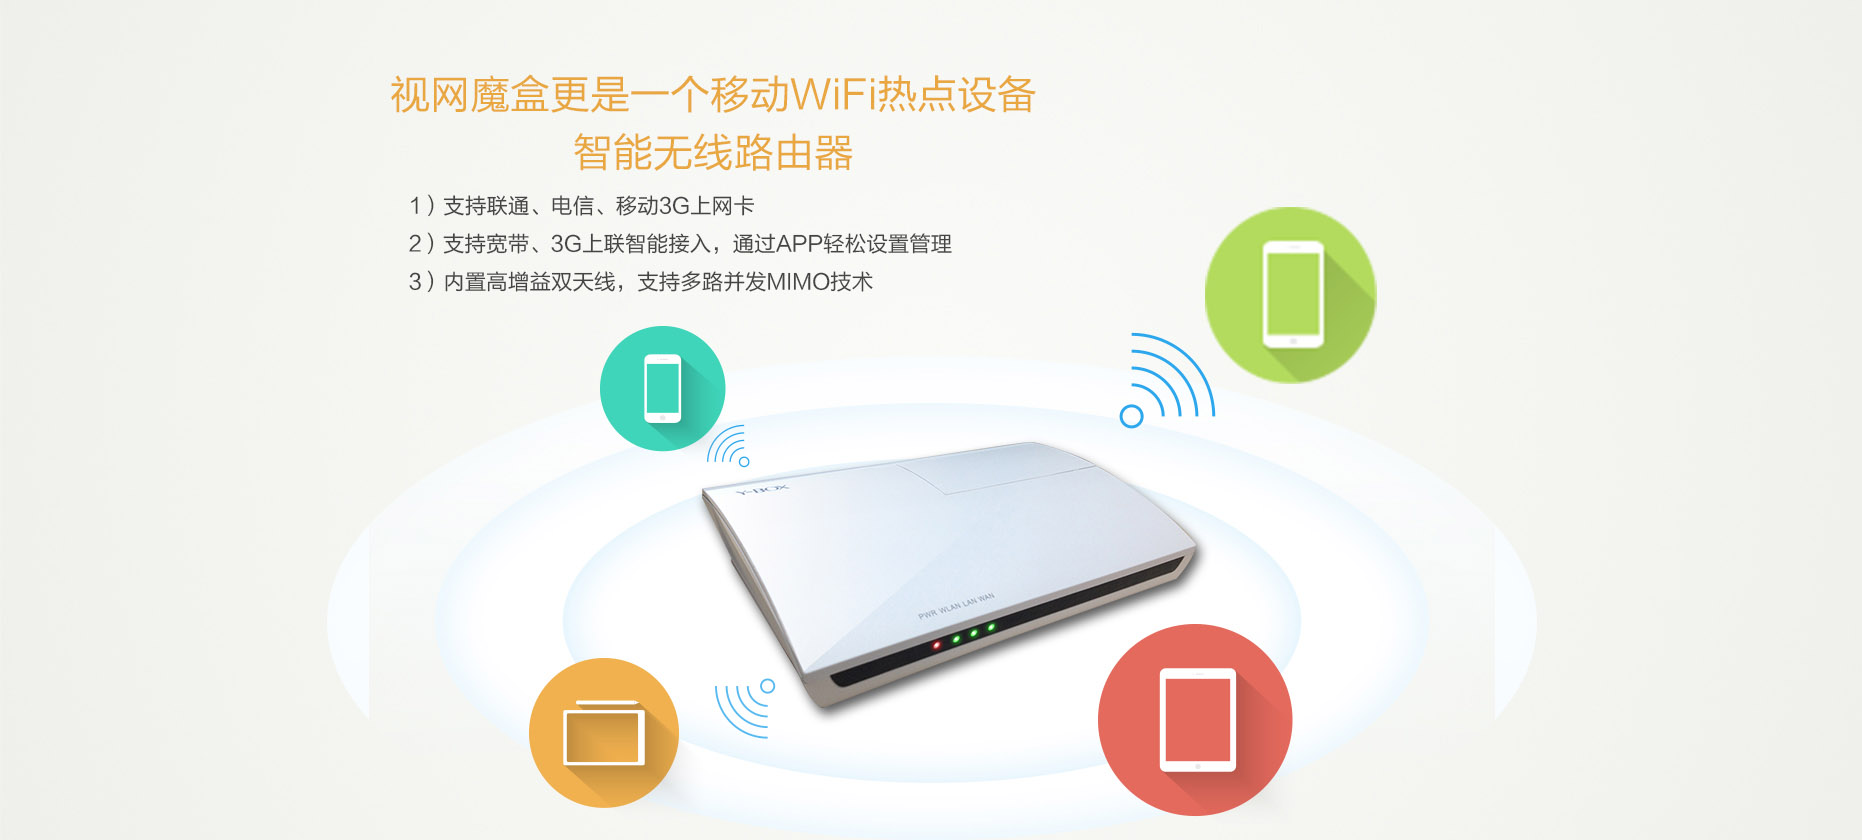 视网魔盒更是一个移动WiFi热点设备
智能无线路由器
1）支持联通、电信、移动3G上网卡
2）支持宽带、3G上联智能接入，通过APP轻松设置管理
3）内置高增益双天线，支持多路并发MIMO技术
Y-BOX
PWR WLAN LAN WAN